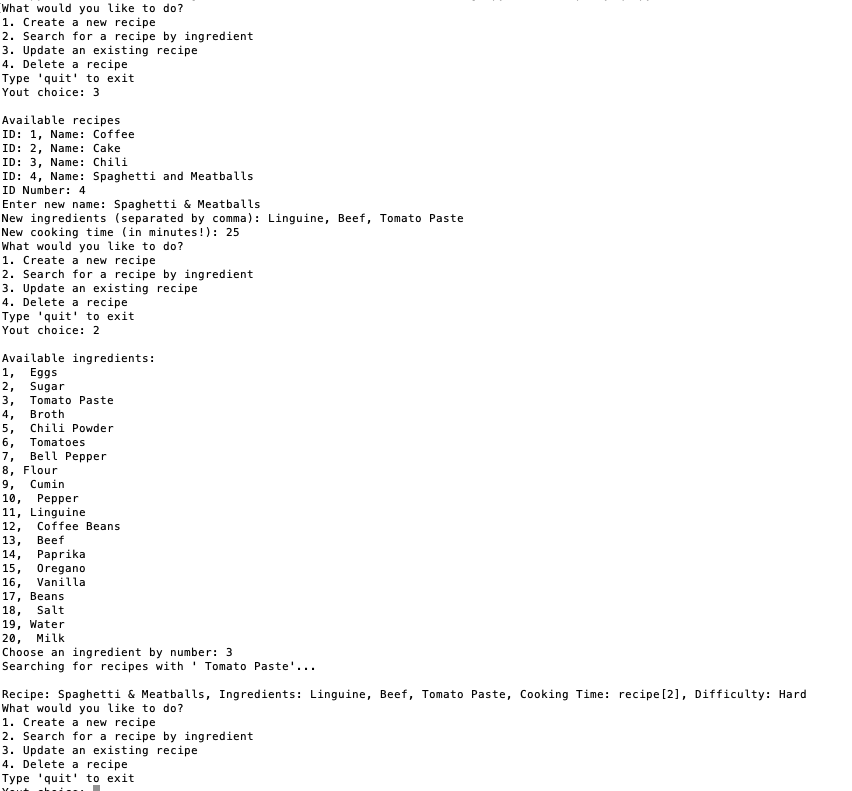 What would you like to do?
1. Create a new recipe
2. Search for a recipe by ingredient
3. Update an existing recipe
4. Delete a recipe
Type 'quit' to exit
Yout choice: 3

Available recipes
ID: 1, Name: Coffee
ID: 2, Name: Cake
ID: 3, Name: Chili
ID: 4, Name: Spaghetti and Meatballs
ID Number: 4
Enter new name: Spaghetti & Meatballs
New ingredients (separated by comma): Linguine, Beef, Tomato Paste
New cooking time (in minutes!): 25
What would you like to do?
1. Create a new recipe
2. Search for a recipe by ingredient
3. Update an existing recipe
4. Delete a recipe
Type 'quit' to exit
Yout choice: 2

Available ingredients:
1,  Eggs
2,  Sugar
3,  Tomato Paste
4,  Broth
5,  Chili Powder
6,  Tomatoes
7,  Bell Pepper
8, Flour
9,  Cumin
10,  Pepper
11, Linguine
12,  Coffee Beans
13,  Beef
14,  Paprika
15,  Oregano
16,  Vanilla
17, Beans
18,  Salt
19, Water
20,  Milk
Choose an ingredient by number: 3
Searching for recipes with ' Tomato Paste'...

Recipe: Spaghetti & Meatballs, Ingredients: Linguine, Beef, Tomato Paste, Cooking Time: recipe[2], Difficulty: Hard
What would you like to do?
1. Create a new recipe
2. Search for a recipe by ingredient
3. Update an existing recipe
4. Delete a recipe
Type 'quit' to exit
Yout choice: